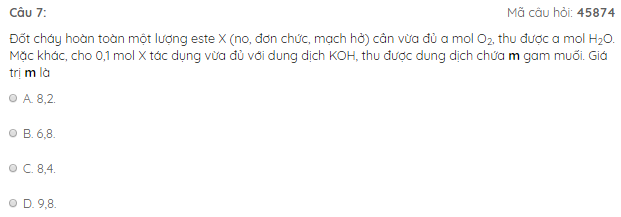 Câu 7: Mã câu hỏi: 45874
Đốt cháy hoàn toàn một lượng este X (no, đơn chức, mạch hở) cần vừa đủ a mol O₂, thu được a mol H₂O.
Mặc khác, cho 0,1 mol X tác dụng vừa đủ với dung dịch KOH, thu được dung dịch chứa m gam muối. Giá
trị m là
A. 8,2.
B. 6,8.
C. 8,4.
D. 9,8.